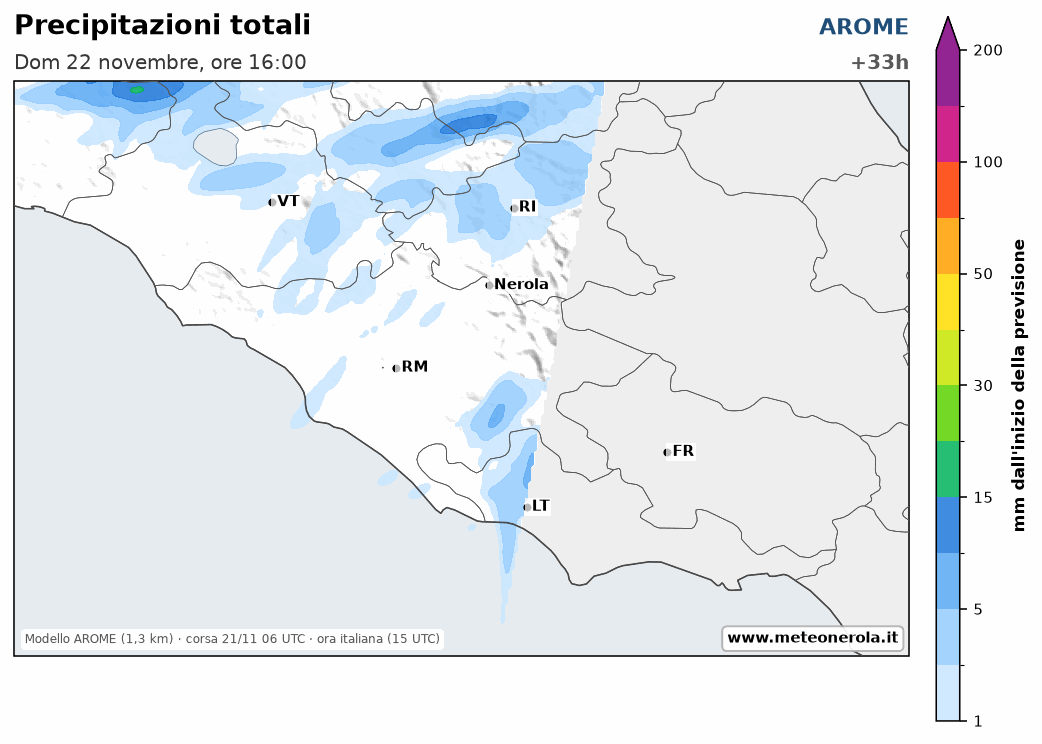 Precipitazioni totali
AROME
Dom 22 novembre, ore 16:00
+33h
VT
RI
Nerola
RM
FR
LT
Modello AROME (1,3 km) · corsa 21/11 06 UTC · ora italiana (15 UTC)
www.meteonerola.it
200
100
50
30
15
5
1
mm dall'inizio della previsione